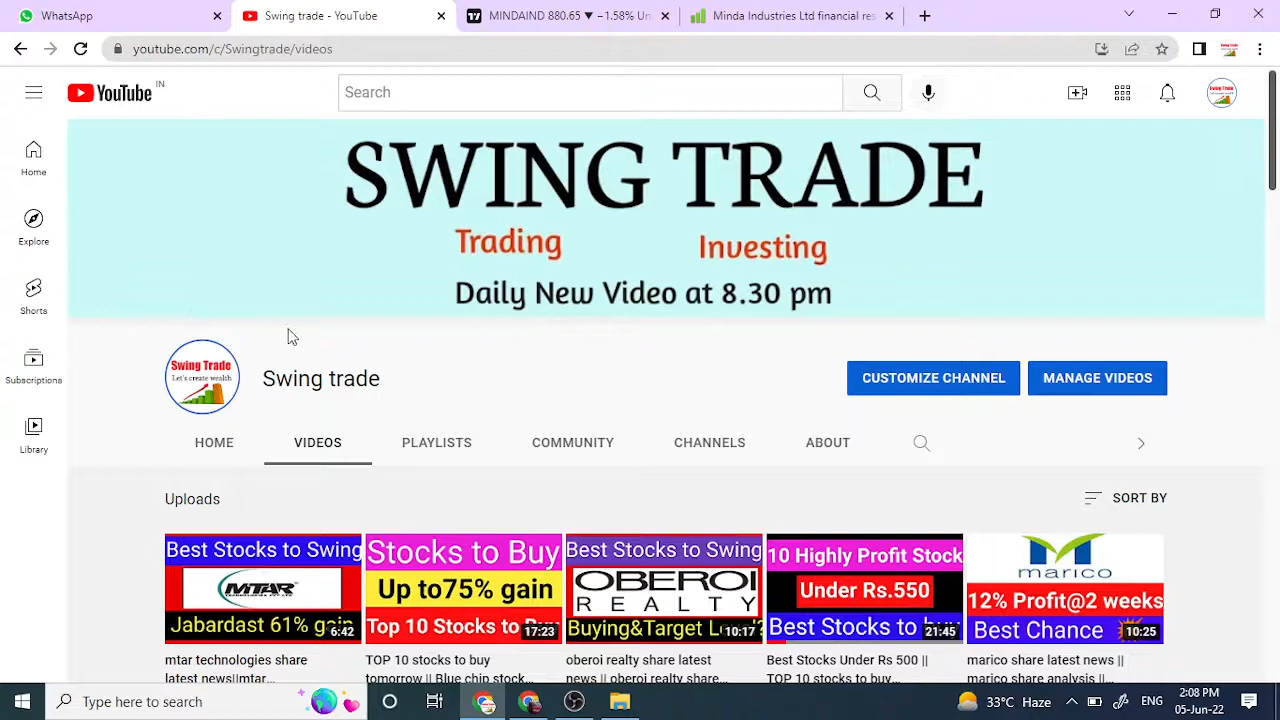 WhatsApp
Swing trade - YouTube
MINDAIND 880.65 ▼ −1.58% Un
Minda Industries Ltd financial res
youtube.com/c/Swingtrade/videos
YouTube IN
Search
SWING TRADE
Trading Investing
Daily New Video at 8.30 pm
Home
Explore
Shorts
Subscriptions
Library
Swing Trade
Let's create wealth
Swing trade
CUSTOMIZE CHANNEL
MANAGE VIDEOS
HOME VIDEOS PLAYLISTS COMMUNITY CHANNELS ABOUT
Uploads
SORT BY
Best Stocks to Swing
MTAR
Jabardast 61% gain
6:42
Stocks to Buy
Up to75% gain
Top 10 Stocks to Buy
17:23
Best Stocks to Swing
OBEROI
REALTY
Buying&Target Level?
10:17
10 Highly Profit Stock
Under Rs.550
Best Stocks to buy
21:45
marico
12% Profit@2 weeks
Best Chance
10:25
mtar technologies share
latest news||mtar...
TOP 10 stocks to buy
tomorrow || Blue chip stock...
oberoi realty share latest
news || oberoi realty share...
Best Stocks Under Rs 500 ||
TOP 10 stocks to buy...
marico share latest news ||
marico share analysis ||...
Type here to search
33°C Haze
ENG
2:08 PM
05-Jun-22